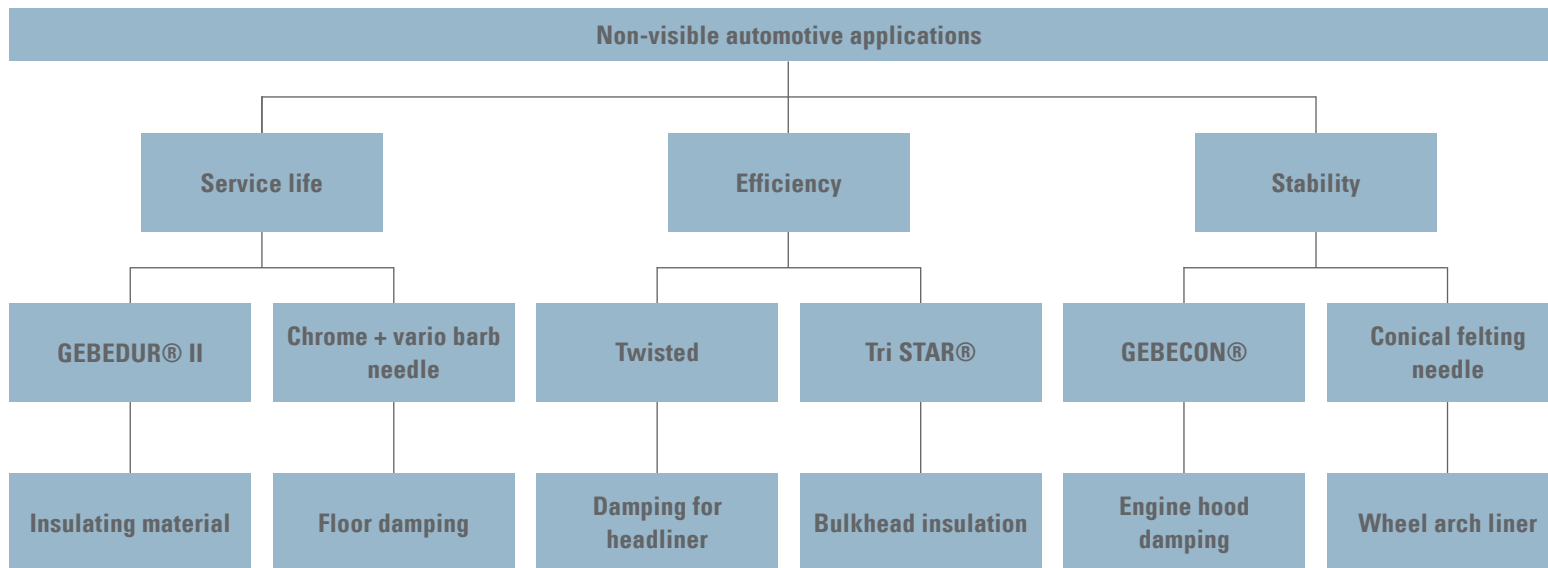 Non-visible automotive applications
Service life
Efficiency
Stability
GEBEDUR® II
Chrome + vario barb
needle
Twisted
Tri STAR®
GEBECON®
Conical felting
needle
Insulating material
Floor damping
Damping for
headliner
Bulkhead insulation
Engine hood
damping
Wheel arch liner